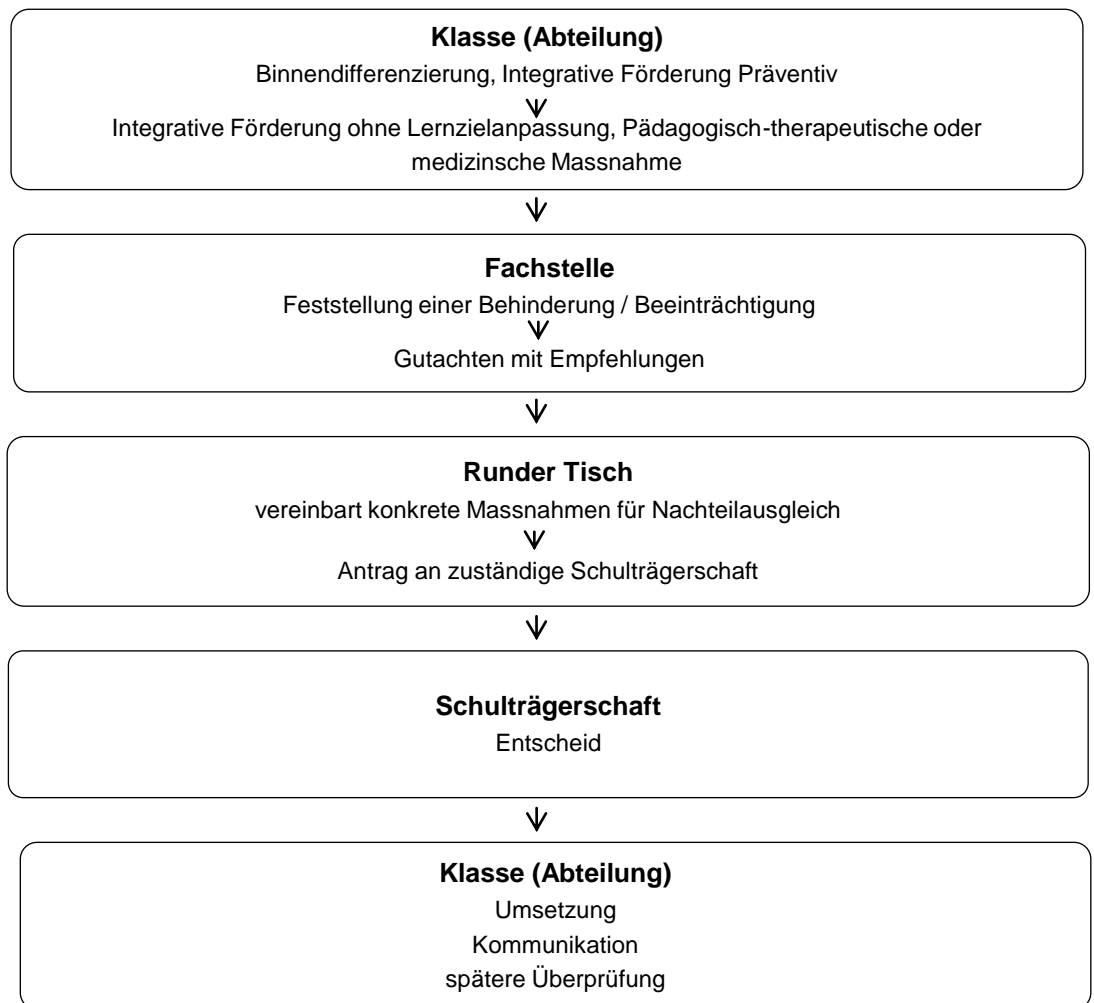 Klasse (Abteilung)
Binnendifferenzierung, Integrative Förderung Präventiv
Integrative Förderung ohne Lernzielanpassung, Pädagogisch-therapeutische oder
medizinsche Massnahme
Fachstelle
Feststellung einer Behinderung / Beeinträchtigung
Gutachten mit Empfehlungen
Runder Tisch
vereinbart konkrete Massnahmen für Nachteilausgleich
Antrag an zuständige Schulträgerschaft
Schulträgerschaft
Entscheid
Klasse (Abteilung)
Umsetzung
Kommunikation
spätere Überprüfung